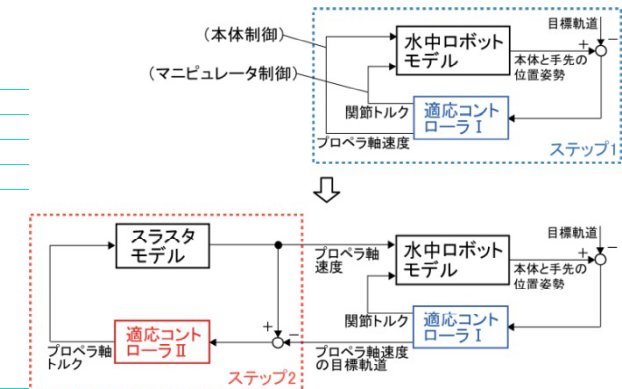 目標軌道
(本体制御)
水中ロボット
モデル
+
−
本体と手先の
位置姿勢
(マニピュレータ制御)
関節トルク
適応コント
ローラⅠ
プロペラ軸速度
ステップ1
スラスタ
モデル
プロペラ軸
速度
水中ロボット
モデル
目標軌道
+
−
本体と手先の
位置姿勢
関節トルク
適応コント
ローラⅠ
適応コント
ローラⅡ
+
−
プロペラ軸
トルク
プロペラ軸速度
の目標軌道
ステップ2